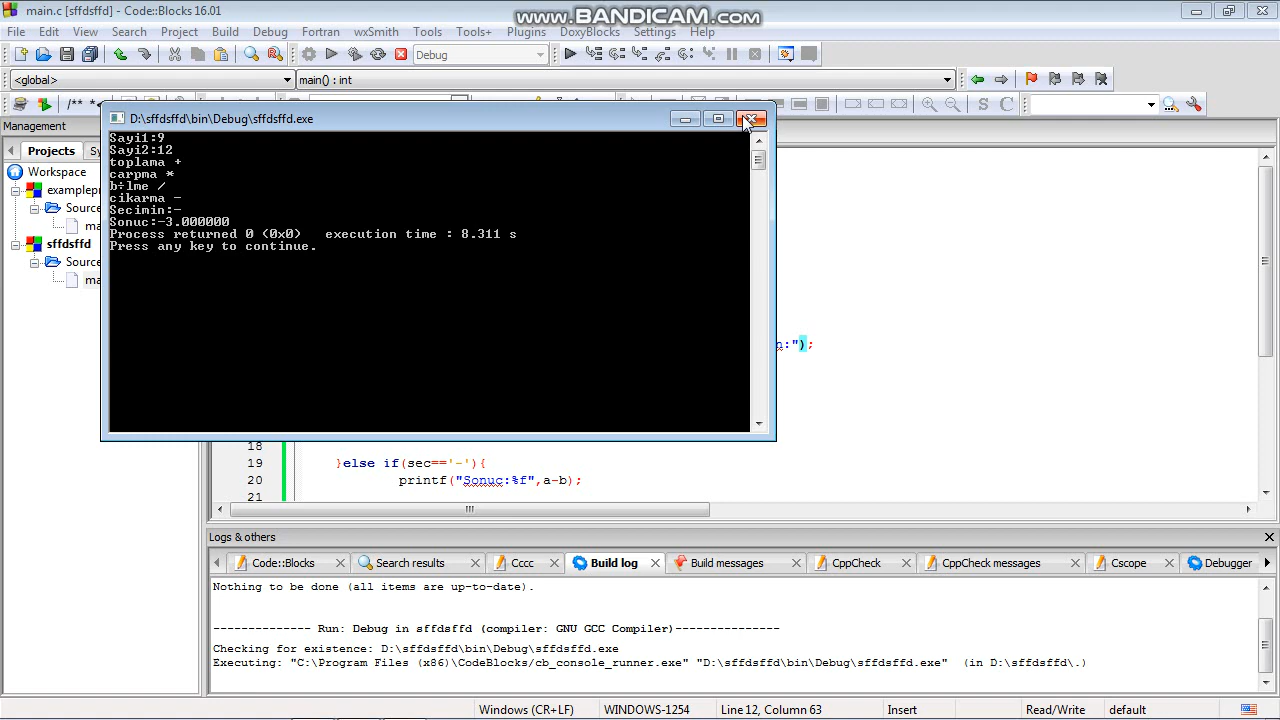 main.c [sffdsffd] - Code::Blocks 16.01
www.BANDICAM.com
File Edit View Search Project Build Debug Fortran wxSmith Tools Tools+ Plugins DoxyBlocks Settings Help
Debug
<global>
main() : int
/**
S C
D:\sffdsffd\bin\Debug\sffdsffd.exe
Management
Projects
Workspace
Source
sffdsffd
Source
Sayi1:9
Sayi2:12
toplama +
carpma *
b÷lme /
cikarma -
Secimin:-
Sonuc:-3.000000
Process returned 0 (0x0) execution time : 8.311 s
Press any key to continue.
:");
18
19 }else if(sec=='-'){
20 printf("Sonuc:%f",a-b);
21
Logs & others
Code::Blocks Search results Cccc Build log Build messages CppCheck CppCheck messages Cscope Debugger
Nothing to be done (all items are up-to-date).
-------------- Run: Debug in sffdsffd (compiler: GNU GCC Compiler)---------------
Checking for existence: D:\sffdsffd\bin\Debug\sffdsffd.exe
Executing: "C:\Program Files (x86)\CodeBlocks/cb_console_runner.exe" "D:\sffdsffd\bin\Debug\sffdsffd.exe" (in D:\sffdsffd\.)
Windows (CR+LF) WINDOWS-1254 Line 12, Column 63 Insert Read/Write default